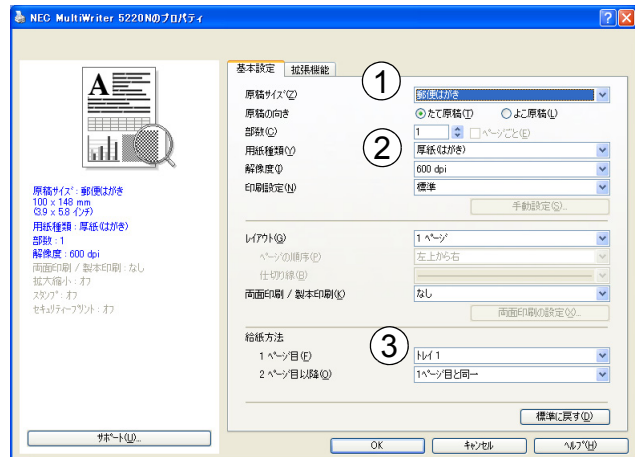 NEC MultiWriter 5220Nのプロパティ
基本設定 拡張機能
①
原稿サイズ(Z) 郵便はがき
原稿の向き たて原稿(T) よこ原稿(L)
部数(C) 1 ページごと(E)
②
用紙種類(Y) 厚紙(はがき)
解像度(I) 600 dpi
印刷設定(N) 標準
手動設定(S)...
A
原稿サイズ: 郵便はがき
100 x 148 mm
(3.9 x 5.8 インチ)
用紙種類: 厚紙(はがき)
部数: 1
解像度: 600 dpi
両面印刷 / 製本印刷: なし
拡大縮小: オフ
スタンプ: オフ
セキュリティープリント: オフ
レイアウト(G) 1 ページ
ページの順序(P) 左上から右
仕切り線(B)
両面印刷 / 製本印刷(K) なし
両面印刷の設定(X)...
給紙方法
③
1 ページ目(F) トレイ 1
2 ページ目以降(O) 1ページ目と同一
標準に戻す(D)
サポート(U)...
OK キャンセル ヘルプ(H)